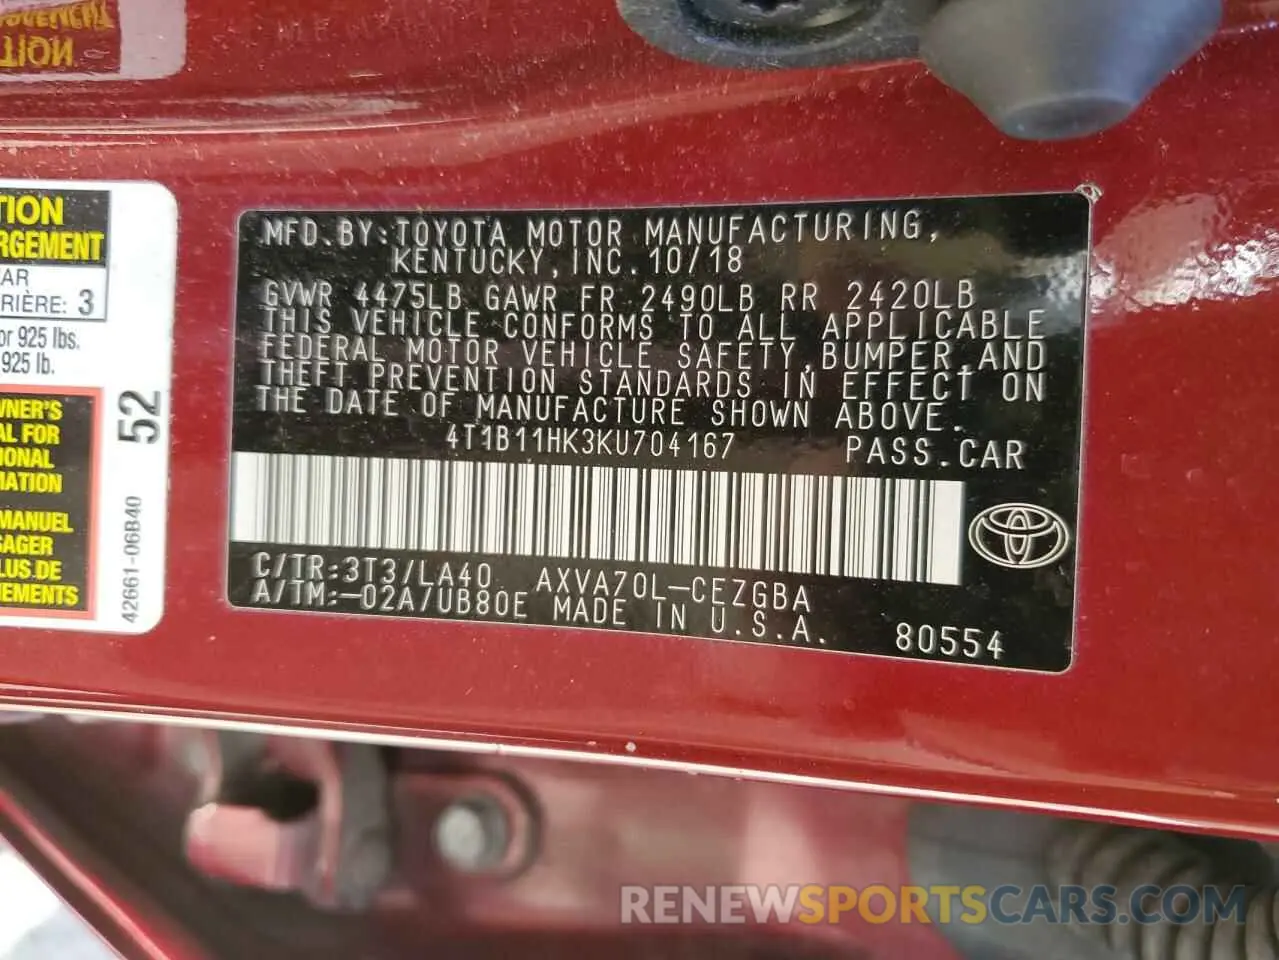 TION
TION
RGEMENT
AR
RIÈRE: 3
or 925 lbs.
925 lb.
WNER'S
AL FOR
IONAL
MATION
MANUEL
SAGER
LUS DE
NEMENTS
52
42661-06B40
MFD.BY:TOYOTA MOTOR MANUFACTURING,
KENTUCKY,INC. 10/18
GVWR 4475LB GAWR FR 2490LB RR 2420LB
THIS VEHICLE CONFORMS TO ALL APPLICABLE
FEDERAL MOTOR VEHICLE SAFETY,BUMPER,AND
THEFT PREVENTION STANDARDS IN EFFECT ON
THE DATE OF MANUFACTURE SHOWN ABOVE.
4T1B11HK3KU704167 PASS.CAR
C/TR:3T3/LA40 AXVA70L-CEZGBA
A/TM:-02A/UB80E MADE IN U.S.A. 80554
RENEWSPORTSCARS.COM